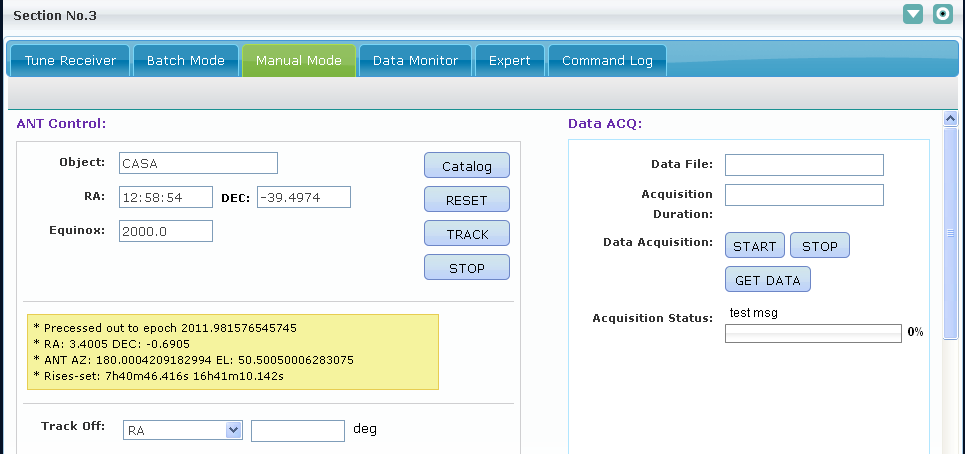 Section No.3
Tune Receiver Batch Mode Manual Mode Data Monitor Expert Command Log
ANT Control:
Object: CASA Catalog
RA: 12:58:54 DEC: -39.4974 RESET
Equinox: 2000.0 TRACK
STOP
* Precessed out to epoch 2011.981576545745
* RA: 3.4005 DEC: -0.6905
* ANT AZ: 180.0004209182994 EL: 50.50050006283075
* Rises-set: 7h40m46.416s 16h41m10.142s
Track Off: RA deg
Data ACQ:
Data File:
Acquisition
Duration:
Data Acquisition: START STOP
GET DATA
test msg
Acquisition Status: 0%